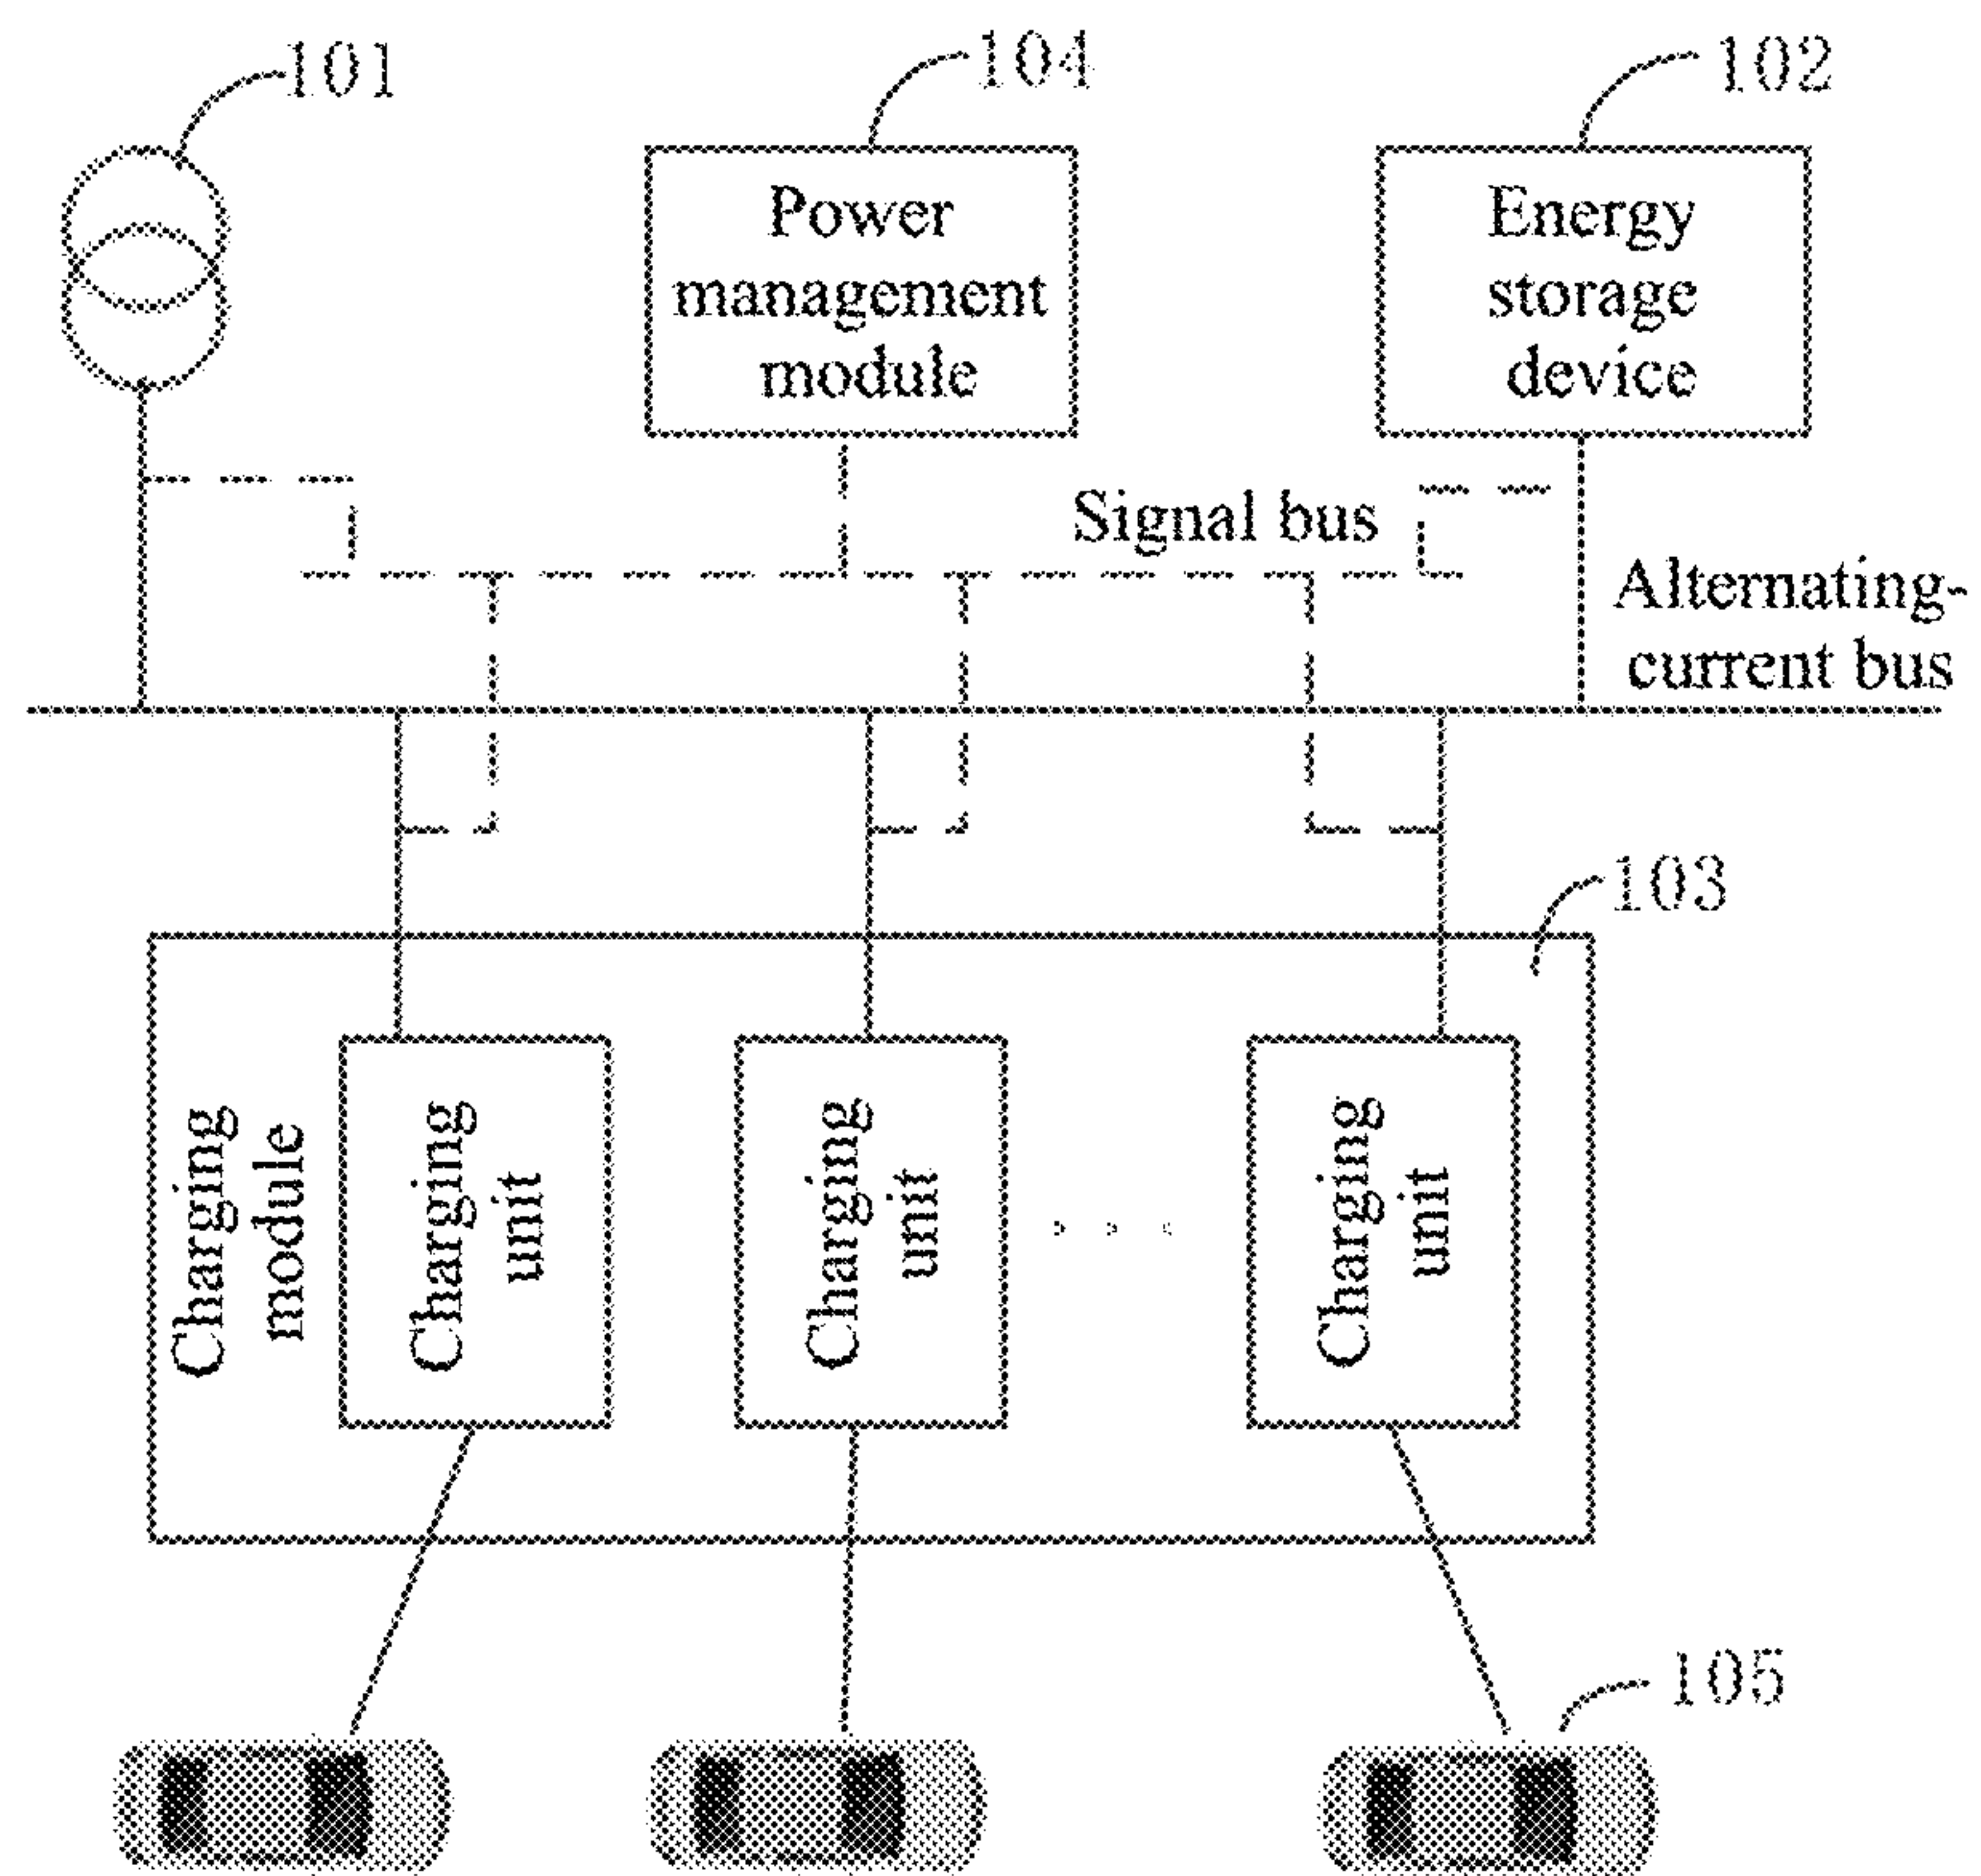 101
104
102
Power
management
module
Energy
storage
device
Signal bus
Alternating-
current bus
103
Charging
module
Charging
unit
Charging
unit
Charging
unit
105